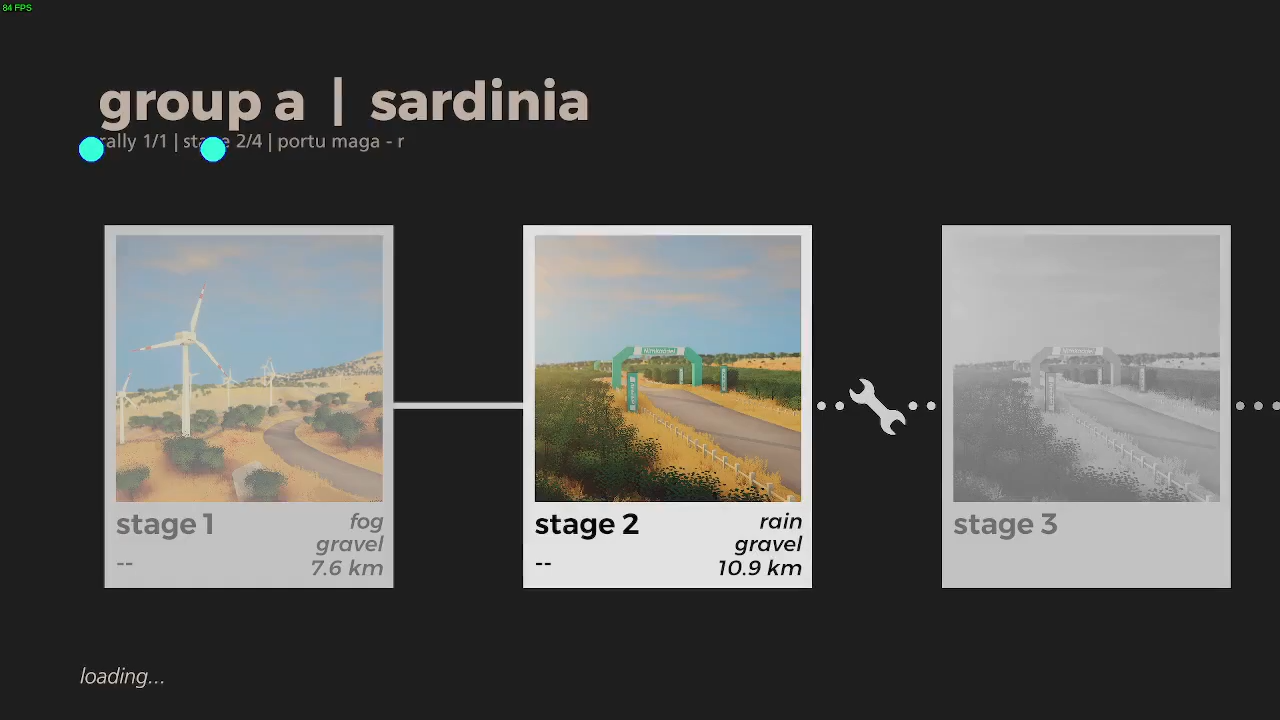 84 FPS
group a | sardinia
rally 1/1 | stage 2/4 | portu maga - r
stage 1
fog
gravel
--
7.6 km
stage 2
rain
gravel
--
10.9 km
stage 3
loading...